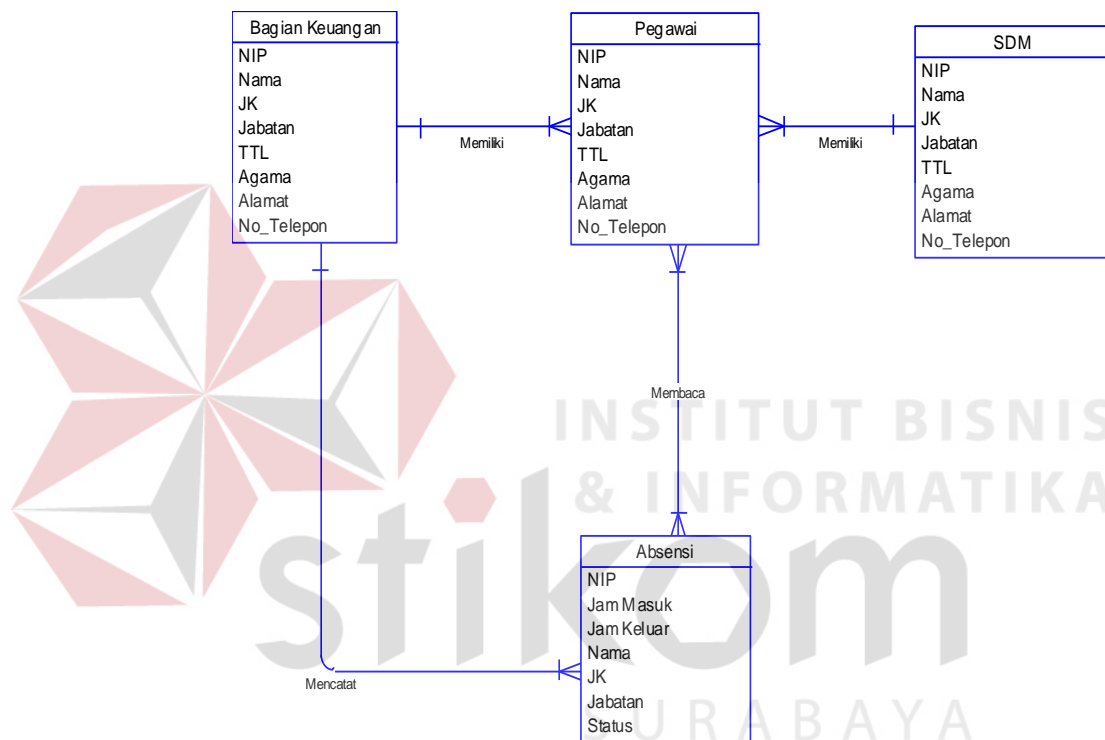 Bagian Keuangan
NIP
Nama
JK
Jabatan
TTL
Agama
Alamat
No_Telepon
Memiliki
Pegawai
NIP
Nama
JK
Jabatan
TTL
Agama
Alamat
No_Telepon
Memiliki
SDM
NIP
Nama
JK
Jabatan
TTL
Agama
Alamat
No_Telepon
Membaca
INSTITUT BISNIS
& INFORMATIKA
stikom
SURABAYA
Mencatat
Absensi
NIP
Jam Masuk
Jam Keluar
Nama
JK
Jabatan
Status